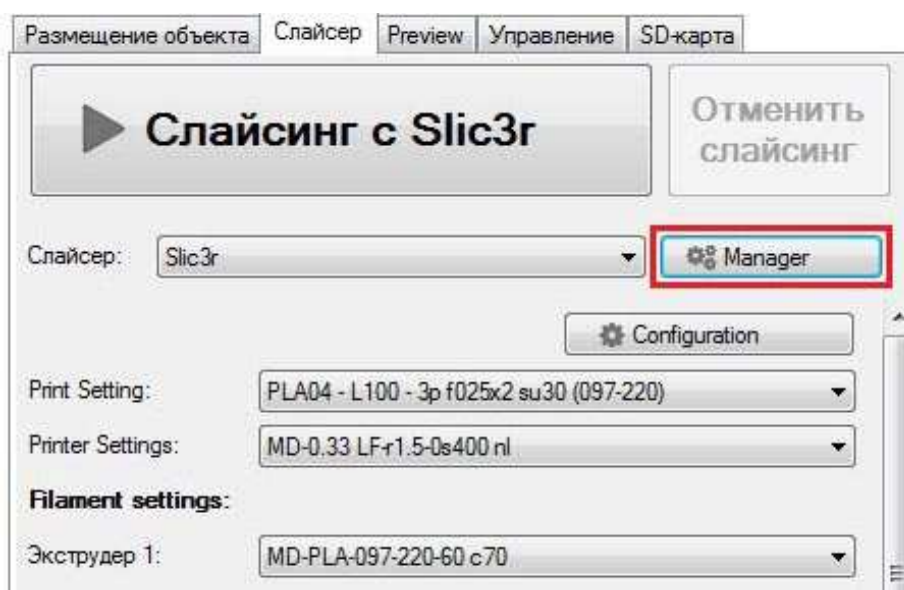 Размещение объекта Слайсер Preview Управление SD-карта
Слайсинг с Slic3r
Отменить
слайсинг
Слайсер: Slic3r Manager
Configuration
Print Setting: PLA04 - L100 - 3p f025x2 su30 (097-220)
Printer Settings: MD-0.33 LF-r1.5-0s400 nl
Filament settings:
Экструдер 1: MD-PLA-097-220-60 c70